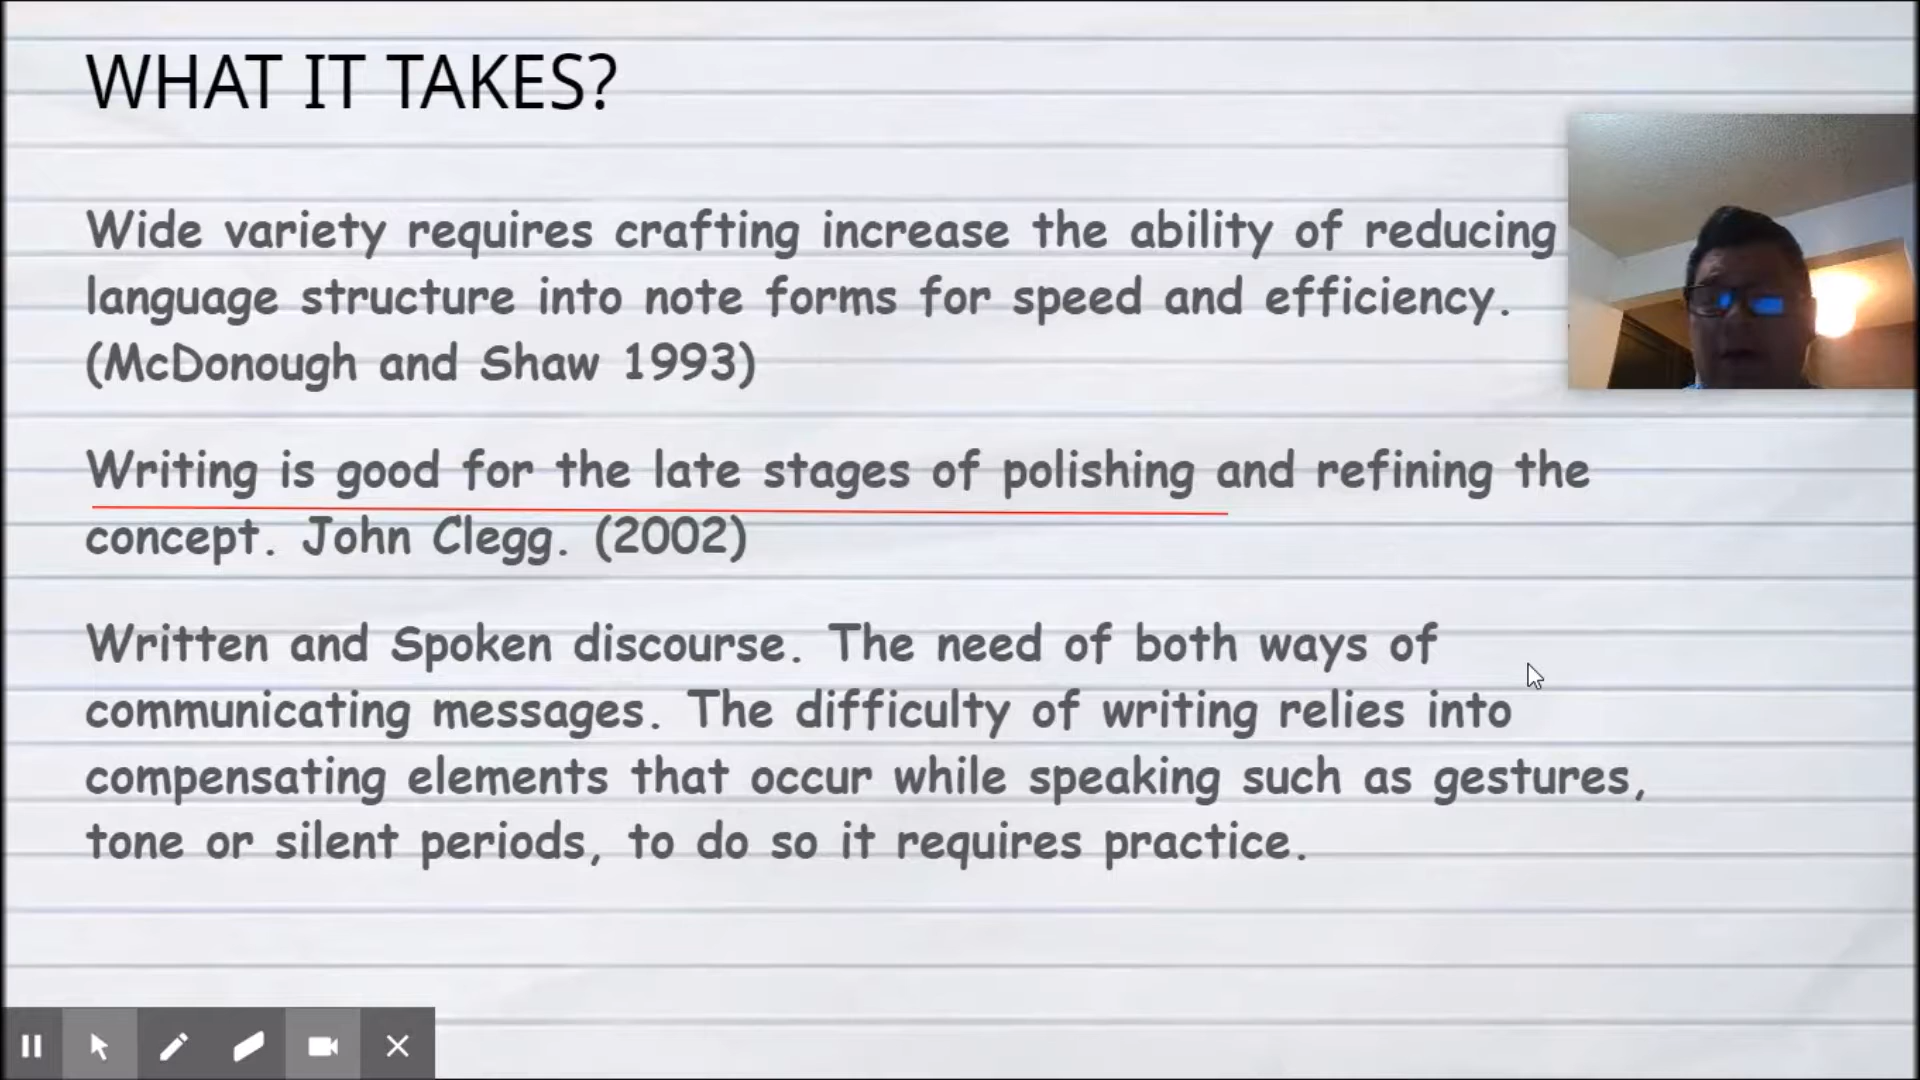 WHAT IT TAKES?
Wide variety requires crafting increase the ability of reducing
language structure into note forms for speed and efficiency.
(McDonough and Shaw 1993)
Writing is good for the late stages of polishing and refining the
concept. John Clegg. (2002)
Written and Spoken discourse. The need of both ways of
communicating messages. The difficulty of writing relies into
compensating elements that occur while speaking such as gestures,
tone or silent periods, to do so it requires practice.